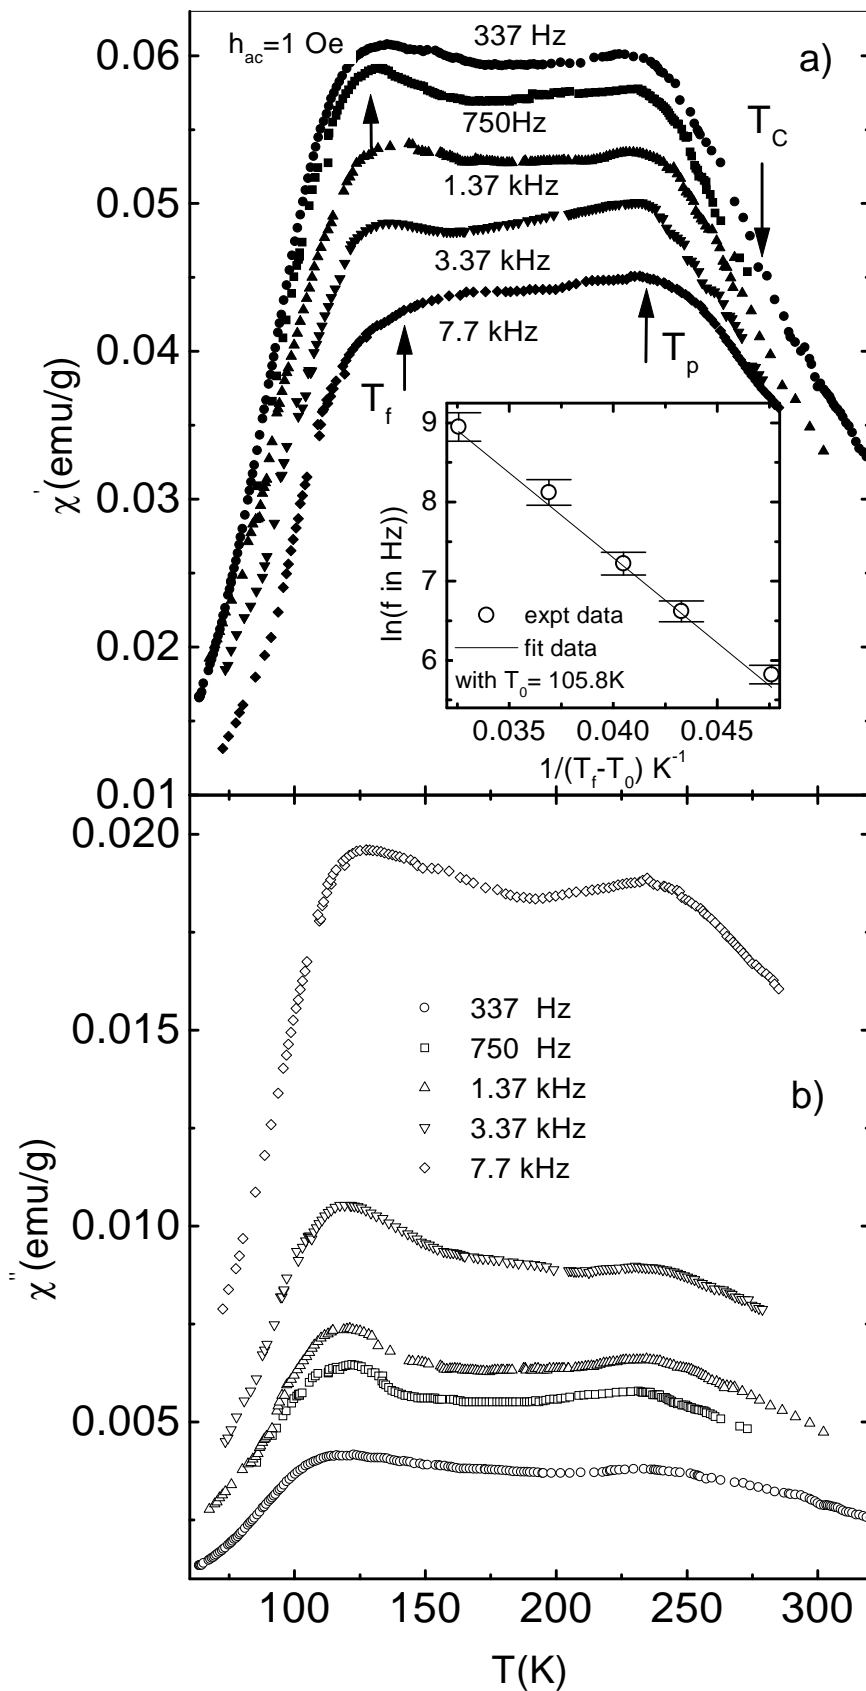 h_ac=1 Oe
337 Hz
a)
750Hz
T_C
1.37 kHz
3.37 kHz
7.7 kHz
T_f
T_p
0.06
0.05
0.04
0.03
0.02
0.01
χ'(emu/g)
9
8
7
6
ln(f in Hz))
expt data
fit data
with T_0= 105.8K
0.035 0.040 0.045
1/(T_f-T_0) K^-1
0.020
0.015
0.010
0.005
χ''(emu/g)
337 Hz
750 Hz
1.37 kHz
3.37 kHz
7.7 kHz
b)
100 150 200 250 300
T(K)